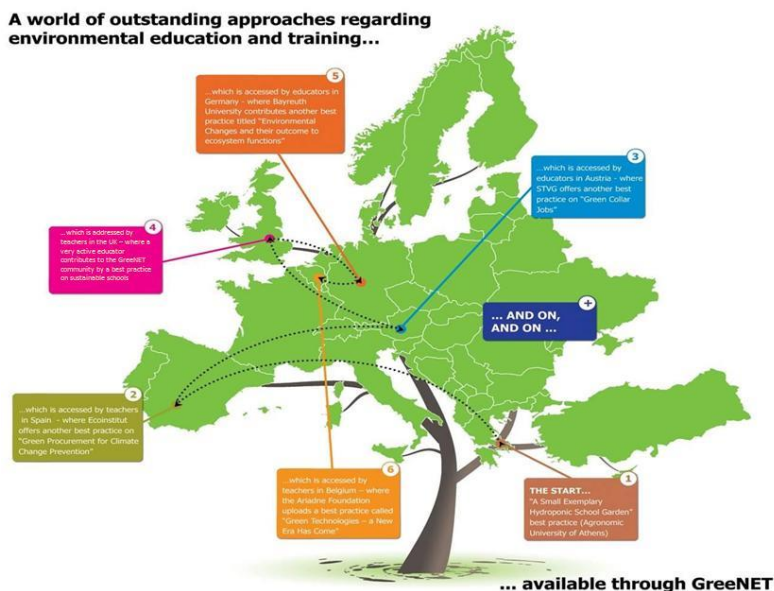 A world of outstanding approaches regarding
environmental education and training...
5
...which is accessed by educators in
Germany - where Bayreuth
University contributes another best
practice titled "Environmental
Changes and their outcome to
ecosystem functions"
3
...which is accessed by
educators in Austria - where
STVG offers another best
practice on "Green Collar
Jobs"
4
...which is addressed by
teachers in the UK – where a
very active educator
contributes to the GreeNET
community by a best practice
on sustainable schools
+
... AND ON,
AND ON ...
2
...which is accessed by teachers
in Spain - where Ecoinstitut
offers another best practice on
"Green Procurement for Climate
Change Prevention"
6
...which is accessed by
teachers in Belgium – where
the Ariadne Foundation
uploads a best practice called
"Green Technologies – a New
Era Has Come"
1
THE START...
"A Small Exemplary
Hydroponic School Garden"
best practice (Agronomic
University of Athens)
... available through GreeNET